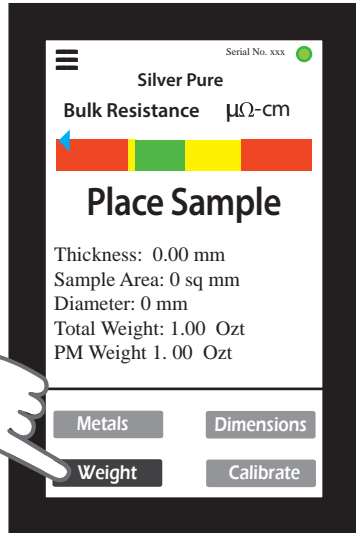 Serial No. xxx
Silver Pure
Bulk Resistance μΩ-cm
Place Sample
Thickness: 0.00 mm
Sample Area: 0 sq mm
Diameter: 0 mm
Total Weight: 1.00 Ozt
PM Weight 1. 00 Ozt
Metals Dimensions
Weight Calibrate